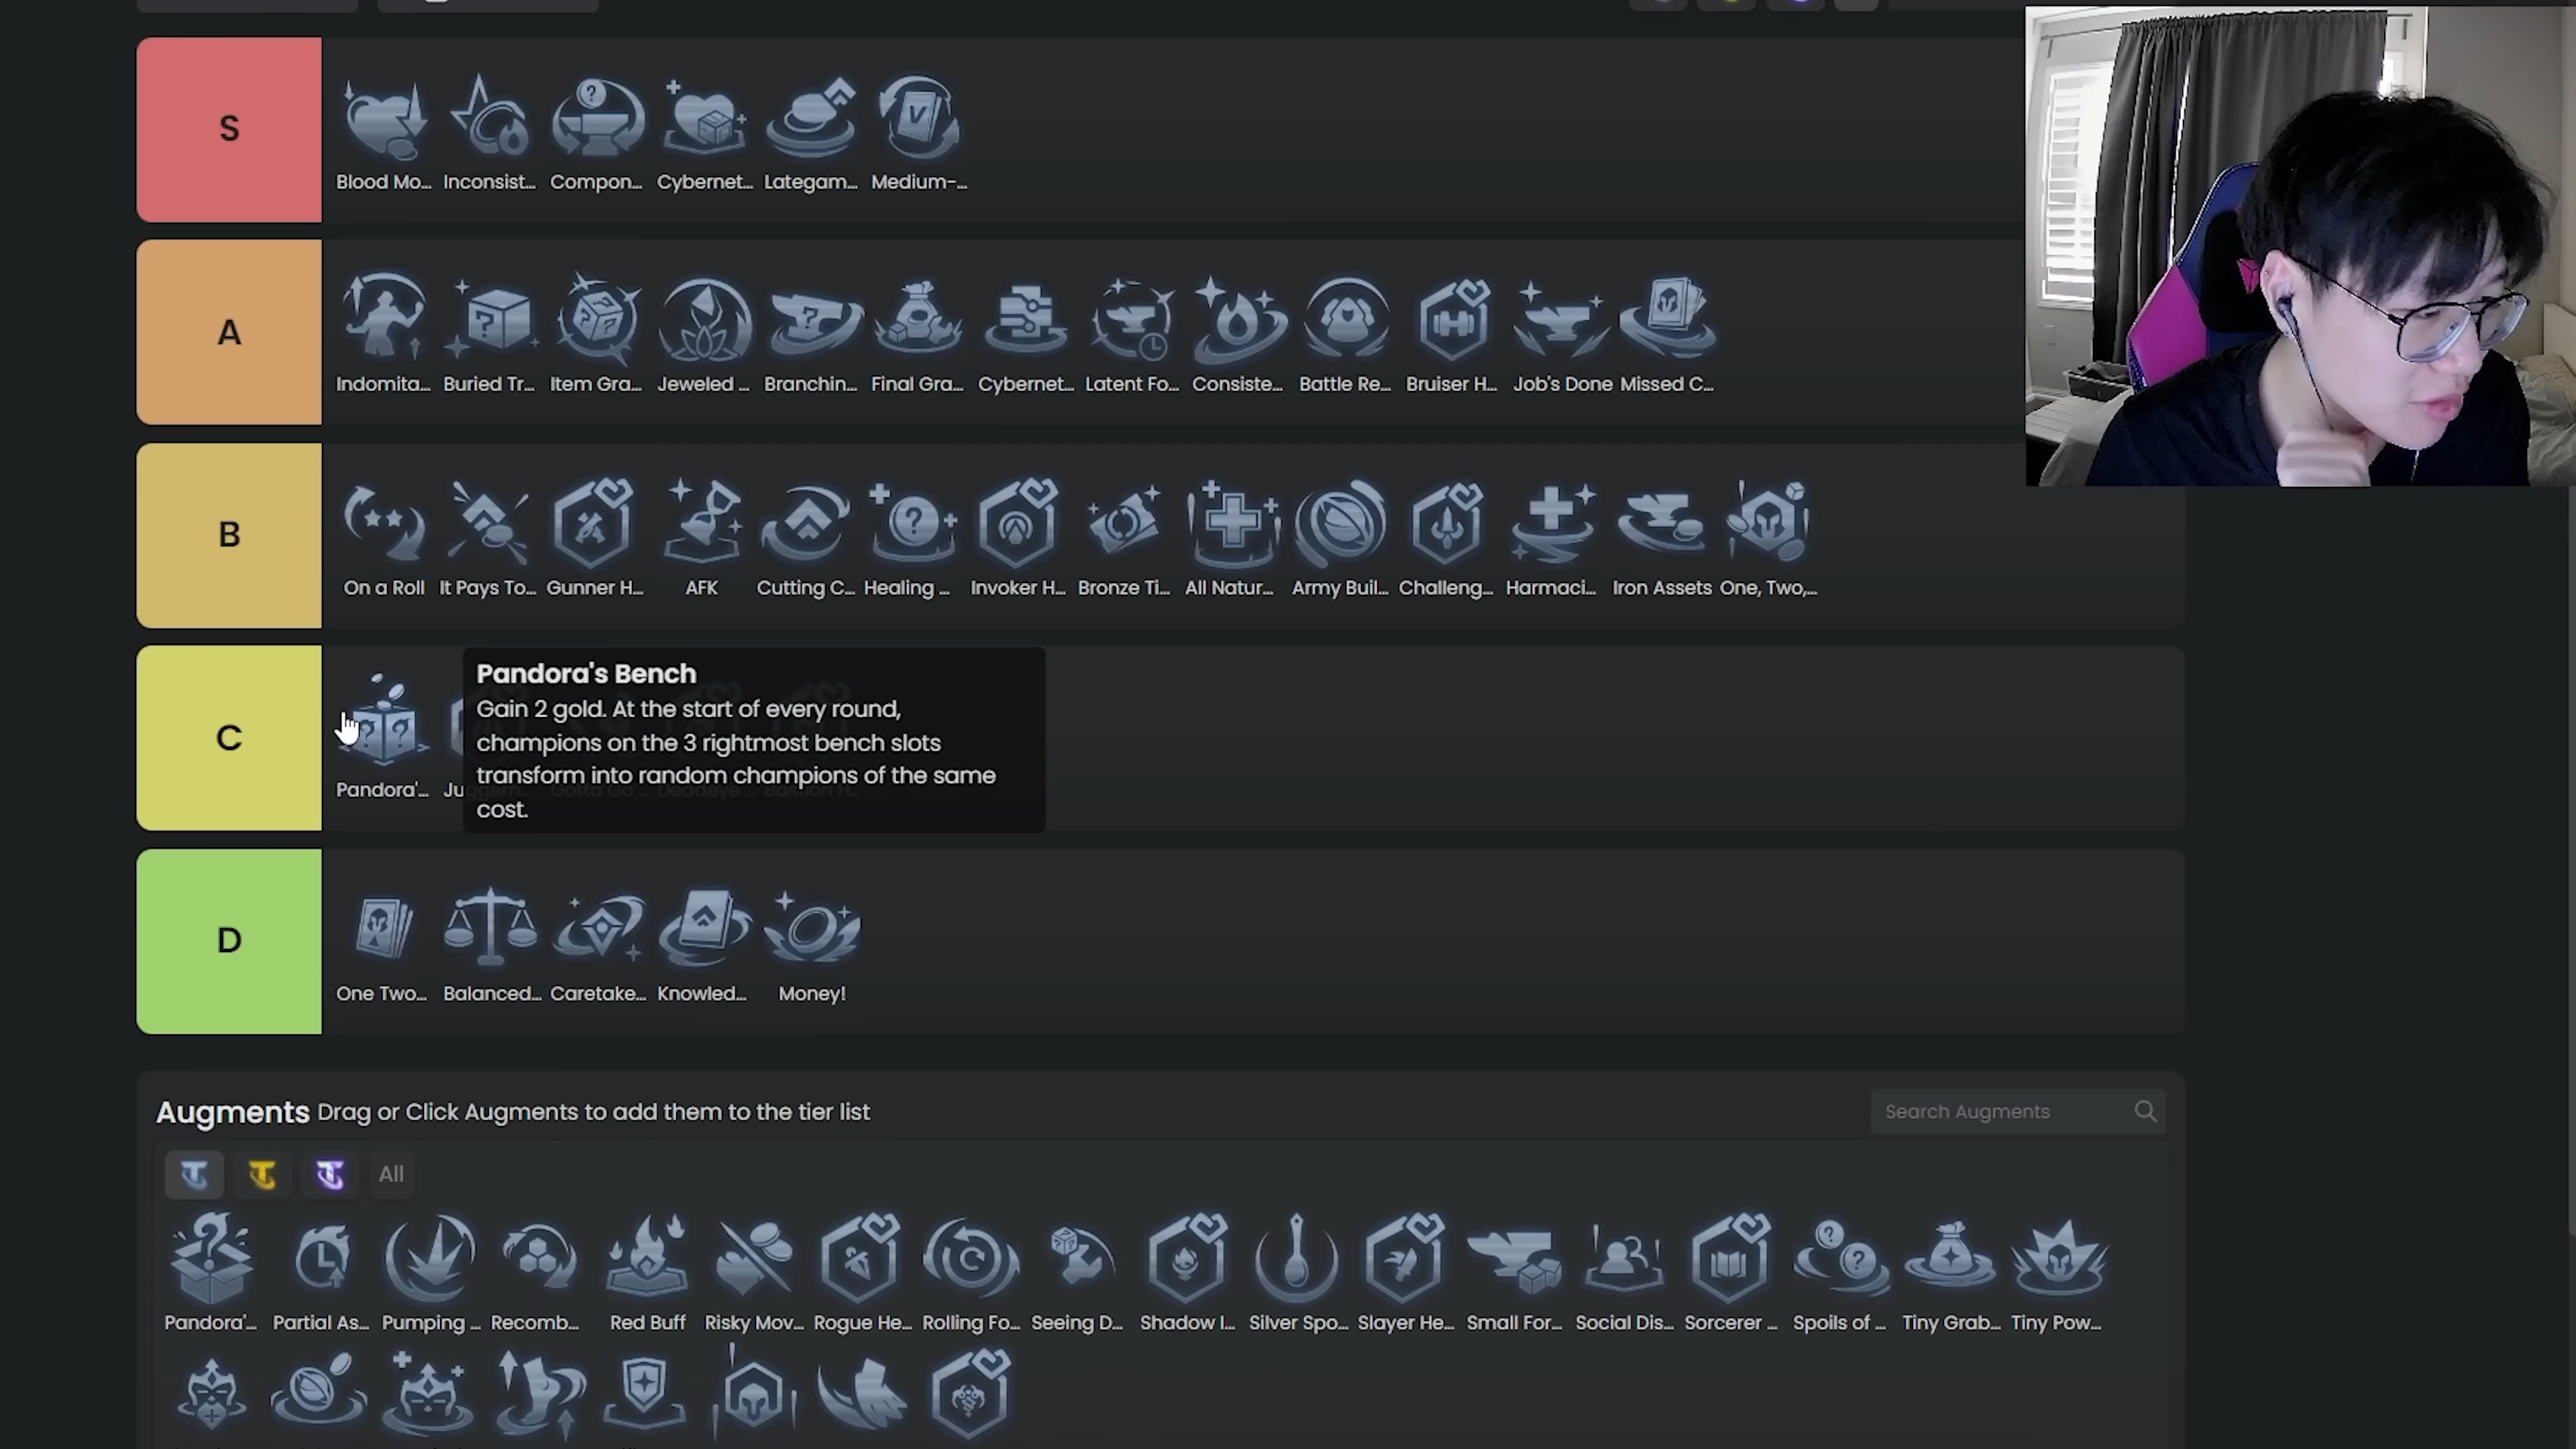 S
Blood Mo... Inconsist... Compon... Cybernet... Lategam... Medium-...
A
Indomita... Buried Tr... Item Gra... Jeweled ... Branchin... Final Gra... Cybernet... Latent Fo... Consiste... Battle Re... Bruiser H... Job's Done Missed C...
B
On a Roll It Pays To... Gunner H... AFK Cutting C... Healing ... Invoker H... Bronze Ti... All Natur... Army Buil... Challeng... Harmaci... Iron Assets One, Two,...
C
Pandora'... Ju
Pandora's Bench
Gain 2 gold. At the start of every round,
champions on the 3 rightmost bench slots
transform into random champions of the same
cost.
D
One Two... Balanced... Caretake... Knowled... Money!
Augments Drag or Click Augments to add them to the tier list
Search Augments
All
Pandora'... Partial As... Pumping ... Recomb... Red Buff Risky Mov... Rogue He... Rolling Fo... Seeing D... Shadow I... Silver Spo... Slayer He... Small For... Social Dis... Sorcerer ... Spoils of ... Tiny Grab... Tiny Pow...